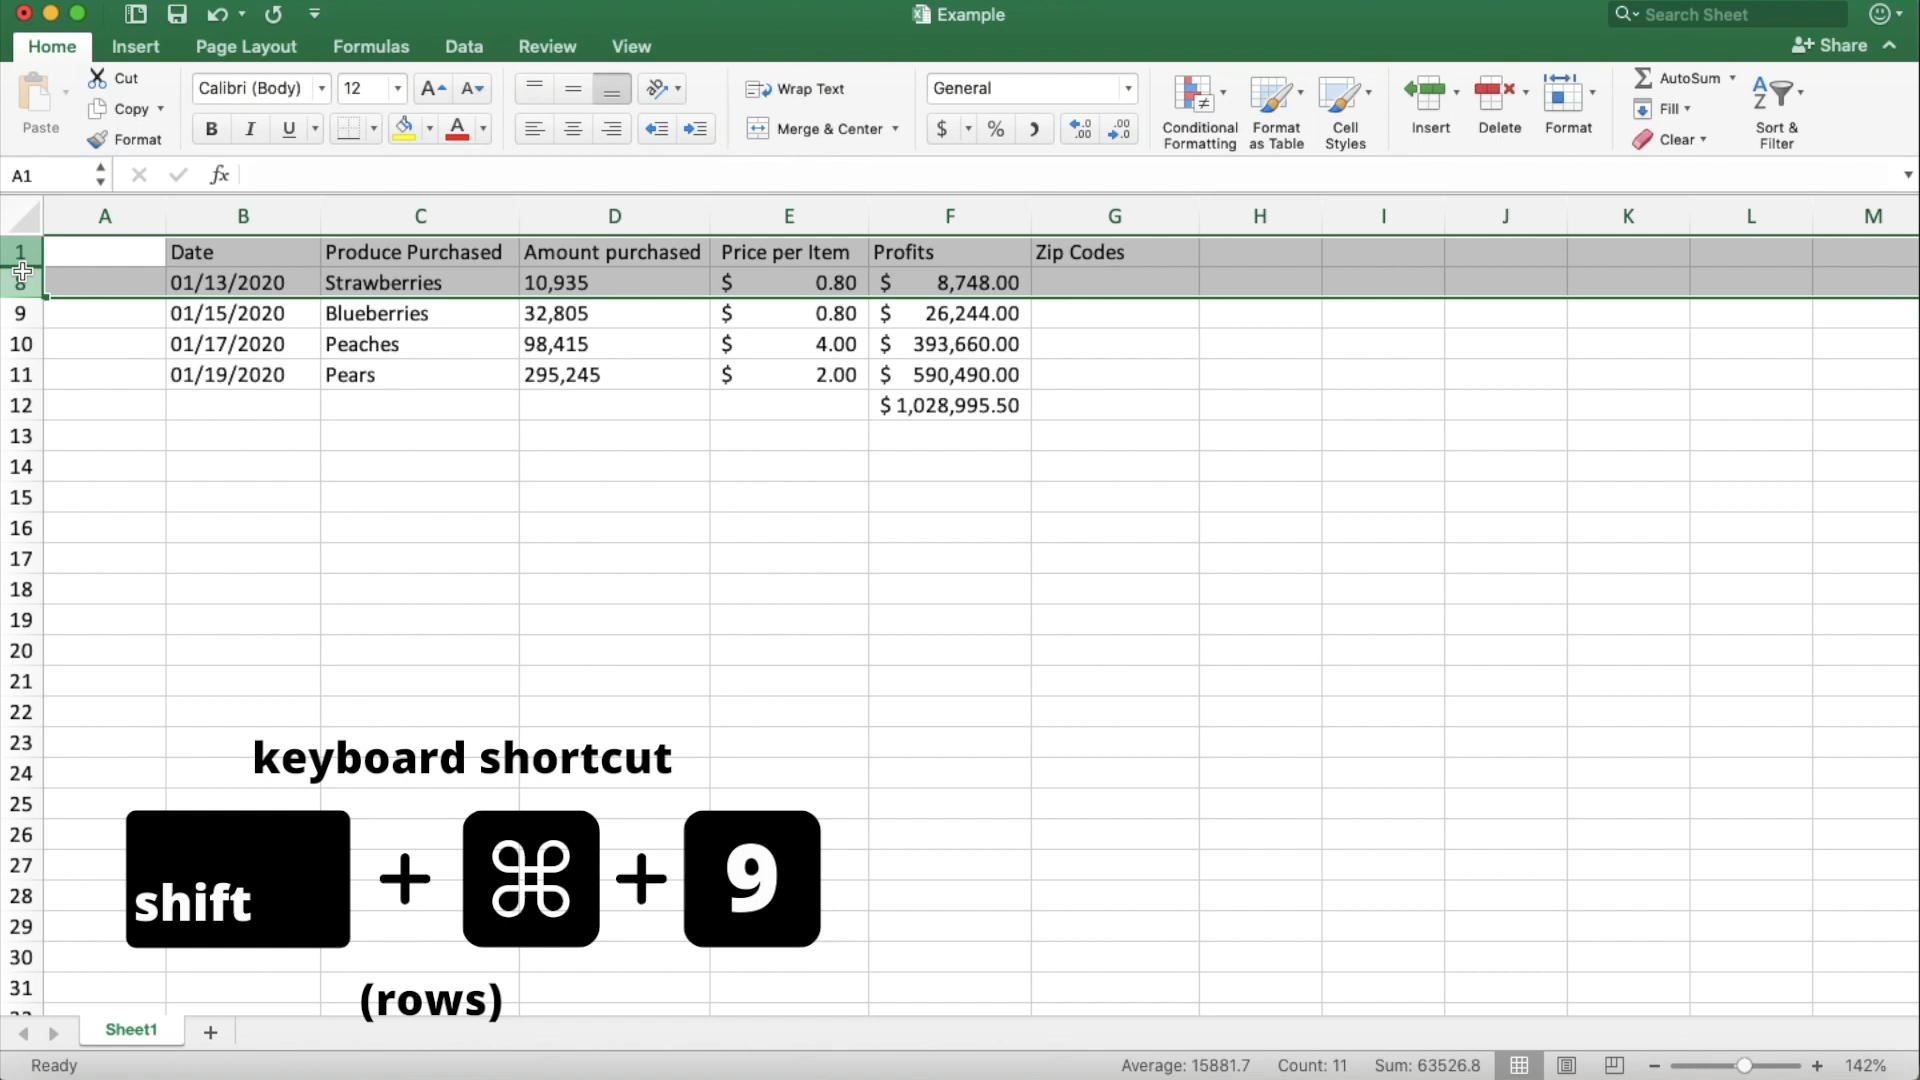 Example
Search Sheet
Home Insert Page Layout Formulas Data Review View
Share
Paste
Cut
Copy
Format
Calibri (Body) 12 A A
B I U A
Wrap Text
Merge & Center
General
$ %
Conditional Formatting
Format as Table
Cell Styles
Insert
Delete
Format
AutoSum
Fill
Clear
Sort & Filter
A1 fx
A B C D E F G H I J K L M
1 Date Produce Purchased Amount purchased Price per Item Profits Zip Codes
8 01/13/2020 Strawberries 10,935 $ 0.80 $ 8,748.00
9 01/15/2020 Blueberries 32,805 $ 0.80 $ 26,244.00
10 01/17/2020 Peaches 98,415 $ 4.00 $ 393,660.00
11 01/19/2020 Pears 295,245 $ 2.00 $ 590,490.00
12 $ 1,028,995.50
13
14
15
16
17
18
19
20
21
22
23
24
25
26
27
28
29
30
31
keyboard shortcut
shift + ⌘ + 9
(rows)
Sheet1 +
Ready
Average: 15881.7 Count: 11 Sum: 63526.8 142%